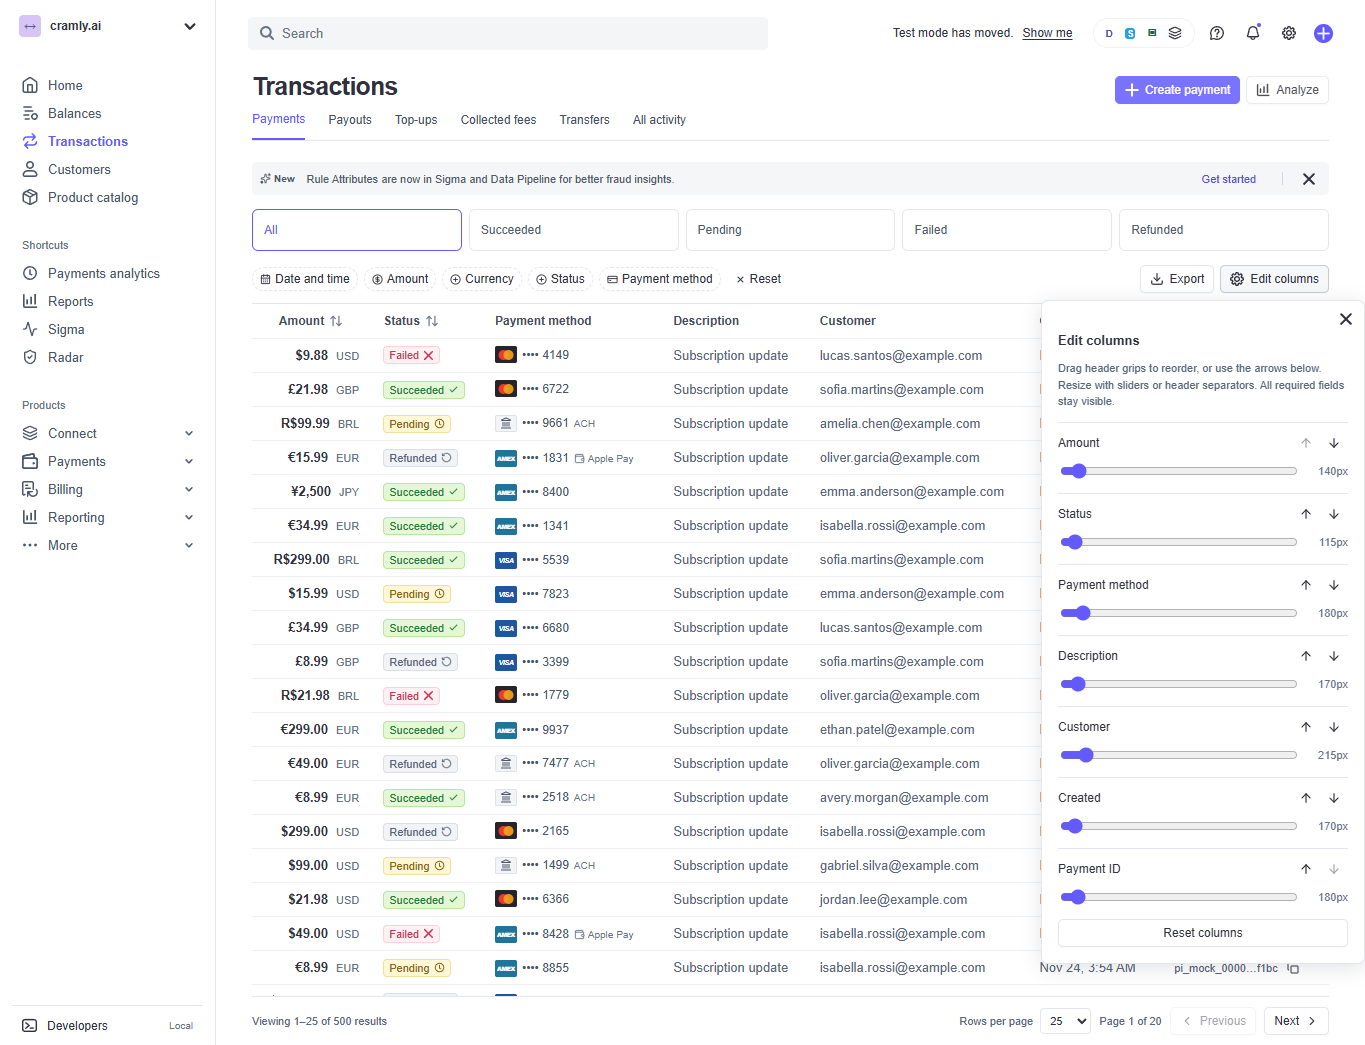 cramly.ai
Search
Test mode has moved. Show me
Home
Balances
Transactions
Customers
Product catalog
Shortcuts
Payments analytics
Reports
Sigma
Radar
Products
Connect
Payments
Billing
Reporting
More
Developers Local
Transactions
Create payment Analyze
Payments Payouts Top-ups Collected fees Transfers All activity
New Rule Attributes are now in Sigma and Data Pipeline for better fraud insights. Get started
All Succeeded Pending Failed Refunded
Date and time Amount Currency Status Payment method Reset Export Edit columns
Amount Status Payment method Description Customer
$9.88 USD Failed •••• 4149 Subscription update lucas.santos@example.com
£21.98 GBP Succeeded •••• 6722 Subscription update sofia.martins@example.com
R$99.99 BRL Pending •••• 9661 ACH Subscription update amelia.chen@example.com
€15.99 EUR Refunded AMEX •••• 1831 Apple Pay Subscription update oliver.garcia@example.com
¥2,500 JPY Succeeded AMEX •••• 8400 Subscription update emma.anderson@example.com
€34.99 EUR Succeeded AMEX •••• 1341 Subscription update isabella.rossi@example.com
R$299.00 BRL Succeeded VISA •••• 5539 Subscription update sofia.martins@example.com
$15.99 USD Pending VISA •••• 7823 Subscription update emma.anderson@example.com
£34.99 GBP Succeeded VISA •••• 6680 Subscription update lucas.santos@example.com
£8.99 GBP Refunded VISA •••• 3399 Subscription update sofia.martins@example.com
R$21.98 BRL Failed •••• 1779 Subscription update oliver.garcia@example.com
€299.00 EUR Succeeded AMEX •••• 9937 Subscription update ethan.patel@example.com
€49.00 EUR Refunded •••• 7477 ACH Subscription update oliver.garcia@example.com
€8.99 EUR Succeeded •••• 2518 ACH Subscription update avery.morgan@example.com
$299.00 USD Refunded •••• 2165 Subscription update isabella.rossi@example.com
$99.00 USD Pending •••• 1499 ACH Subscription update gabriel.silva@example.com
$21.98 USD Succeeded •••• 6366 Subscription update jordan.lee@example.com
$49.00 USD Failed AMEX •••• 8428 Apple Pay Subscription update isabella.rossi@example.com
€8.99 EUR Pending AMEX •••• 8855 Subscription update isabella.rossi@example.com Nov 24, 3:54 AM pi_mock_0000...f1bc
Edit columns
Drag header grips to reorder, or use the arrows below.
Resize with sliders or header separators. All required fields
stay visible.
Amount
140px
Status
115px
Payment method
180px
Description
170px
Customer
215px
Created
170px
Payment ID
180px
Reset columns
Viewing 1–25 of 500 results Rows per page 25 Page 1 of 20 Previous Next